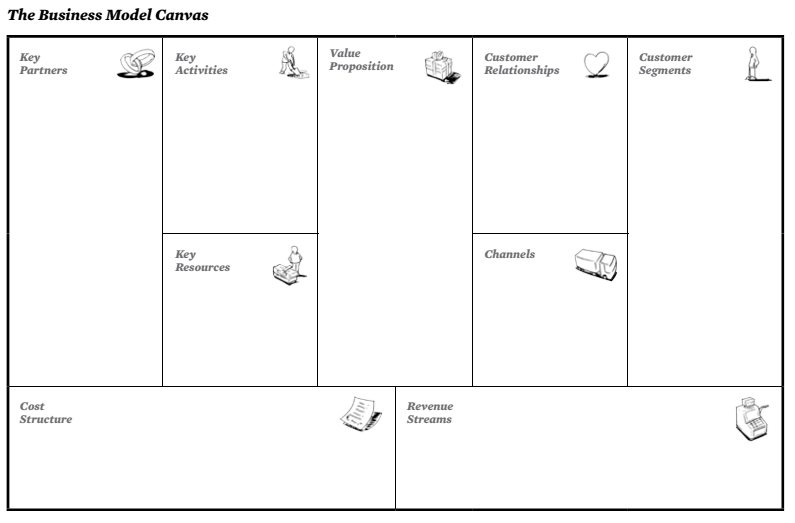 The Business Model Canvas
Key
Partners
Key
Activities
Value
Proposition
Customer
Relationships
Customer
Segments
Key
Resources
Channels
Cost
Structure
Revenue
Streams